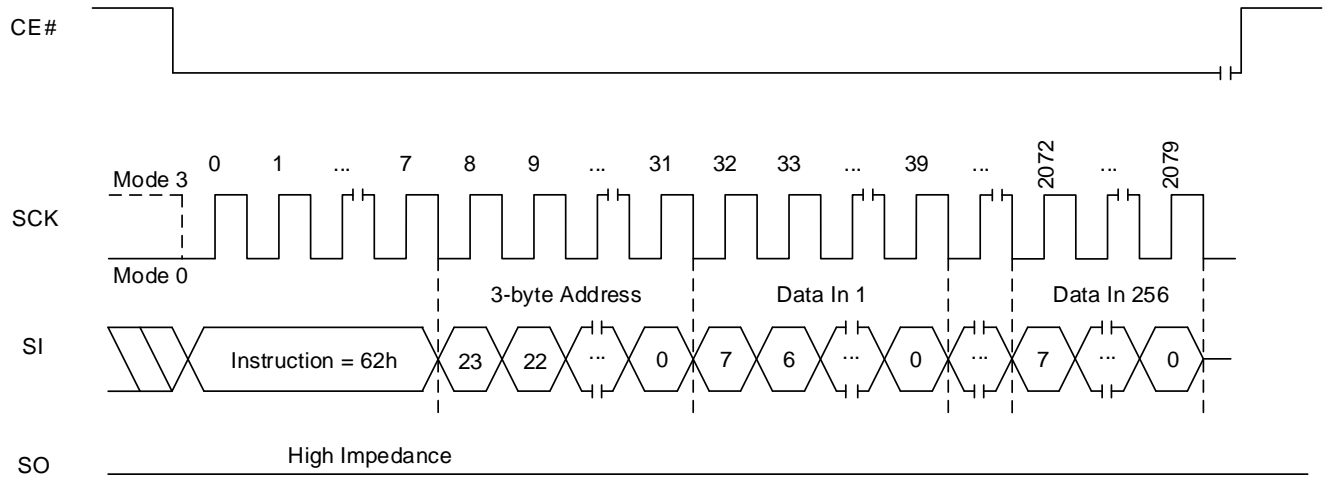 CE#
0 1 ... 7 8 9 ... 31 32 33 ... 39 ... 2072 ... 2079
Mode 3
SCK
Mode 0
3-byte Address Data In 1 Data In 256
SI Instruction = 62h 23 22 ... 0 7 6 ... 0 ... 7 ... 0
High Impedance
SO